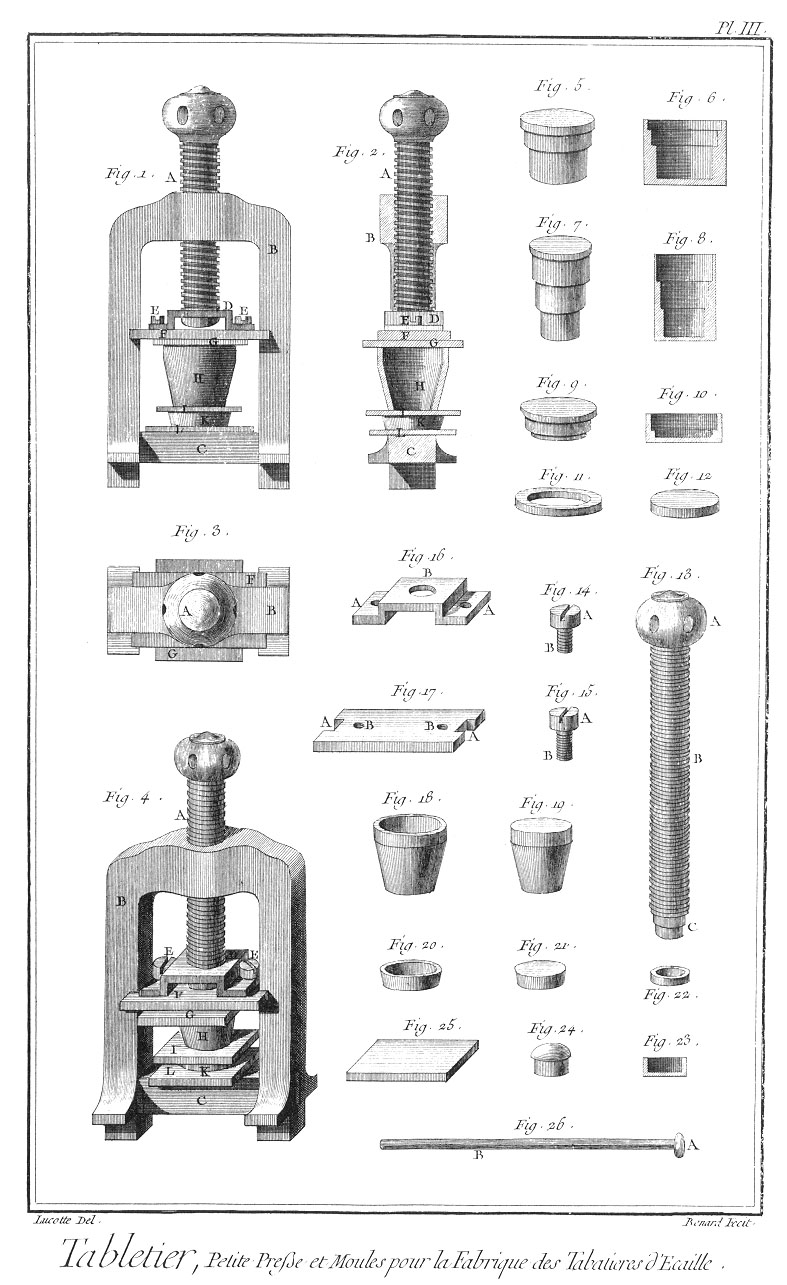 Pl. III.
Fig. 5.
Fig. 6.
Fig. 1.
A
Fig. 2.
A
B
B
Fig. 7.
Fig. 8.
E
D
E
F
G
H
I
K
L
C
E
D
F
G
H
I
K
L
C
Fig. 9.
Fig. 10.
Fig. 11.
Fig. 12
Fig. 3.
A
F
B
G
Fig. 16.
B
A
A
Fig. 14.
A
B
Fig. 13
A
B
C
Fig. 17.
A
B
B
A
Fig. 15.
A
B
Fig. 4
A
B
E
E
F
G
H
I
L
K
C
Fig. 18.
Fig. 19.
Fig. 20
Fig. 21.
Fig. 22.
Fig. 25.
Fig. 24.
Fig. 23.
Fig. 26.
A
B
Lucotte Del.
Benard Fecit.
Tabletier, Petite Preſse et Moules pour la Fabrique des Tabatieres d'Ecaille.